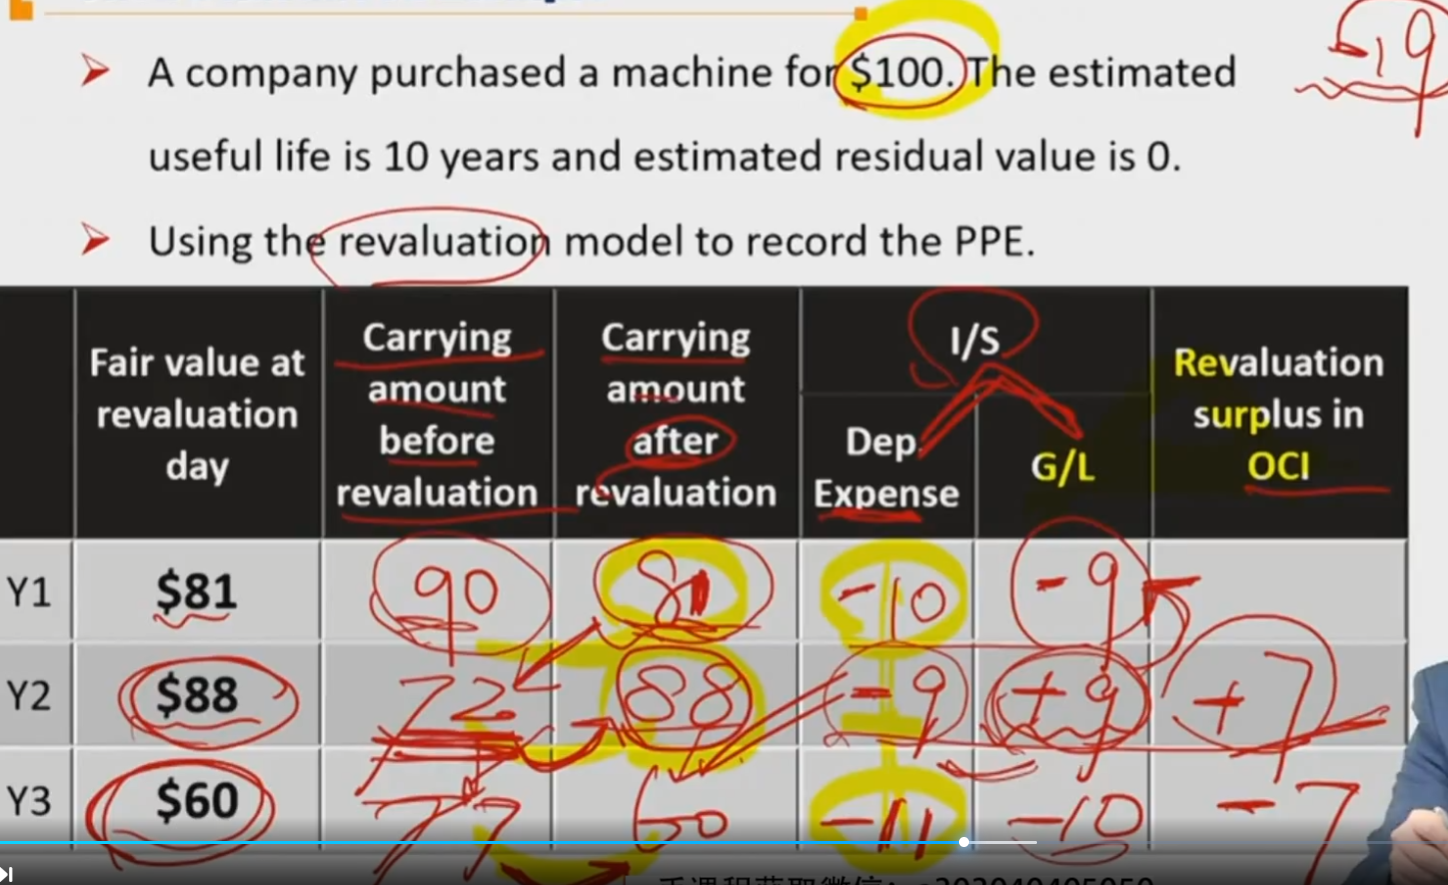 A company purchased a machine for $100. The estimated
useful life is 10 years and estimated residual value is 0.
Using the revaluation model to record the PPE.
-19
Fair value at revaluation day
Carrying amount before revaluation
Carrying amount after revaluation
I/S
Dep. Expense
G/L
Revaluation surplus in OCI
Y1 $81 90 81 -10 -9
Y2 $88 72 88 -9 +9 +7
Y3 $60 77 60 -11 -10 -7